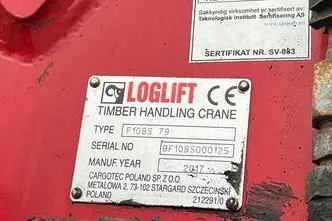 Sakkyndig virksomhet er sertifisert av:
Teknologisk Institutt Sertifisering AS
SERTIFIKAT NR. SV-083
LOGLIFT CE
TIMBER HANDLING CRANE
TYPE F108S 79
SERIAL NO BF108S000125
MANUF.YEAR 2017
CARGOTEC POLAND SP.Z O.O.
METALOWA 2, 73-102 STARGARD SZCZECIŃSKI
POLAND 212291/0